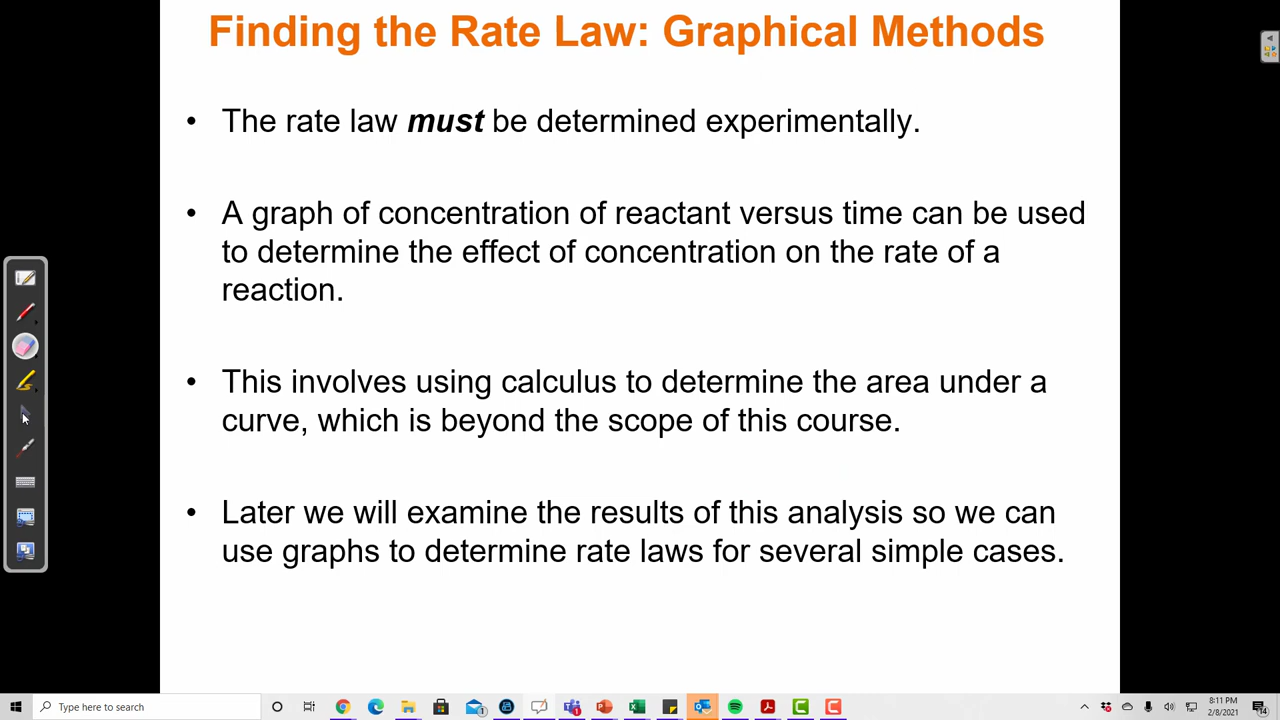 Finding the Rate Law: Graphical Methods
• The rate law must be determined experimentally.
• A graph of concentration of reactant versus time can be used
to determine the effect of concentration on the rate of a
reaction.
• This involves using calculus to determine the area under a
curve, which is beyond the scope of this course.
• Later we will examine the results of this analysis so we can
use graphs to determine rate laws for several simple cases.
Type here to search
8:11 PM
2/8/2021